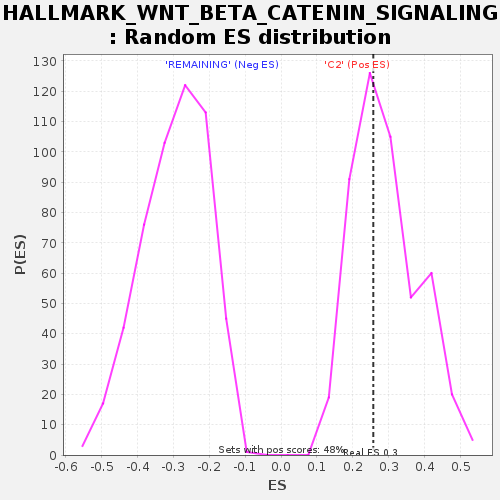 HALLMARK_WNT_BETA_CATENIN_SIGNALING
: Random ES distribution
'REMAINING' (Neg ES)
'C2' (Pos ES)
130
120
110
100
90
80
70
60
50
40
30
20
10
0
P(ES)
Sets with pos scores: 48%
Real ES 0.3
-0.6 -0.5 -0.4 -0.3 -0.2 -0.1 0.0 0.1 0.2 0.3 0.4 0.5
ES